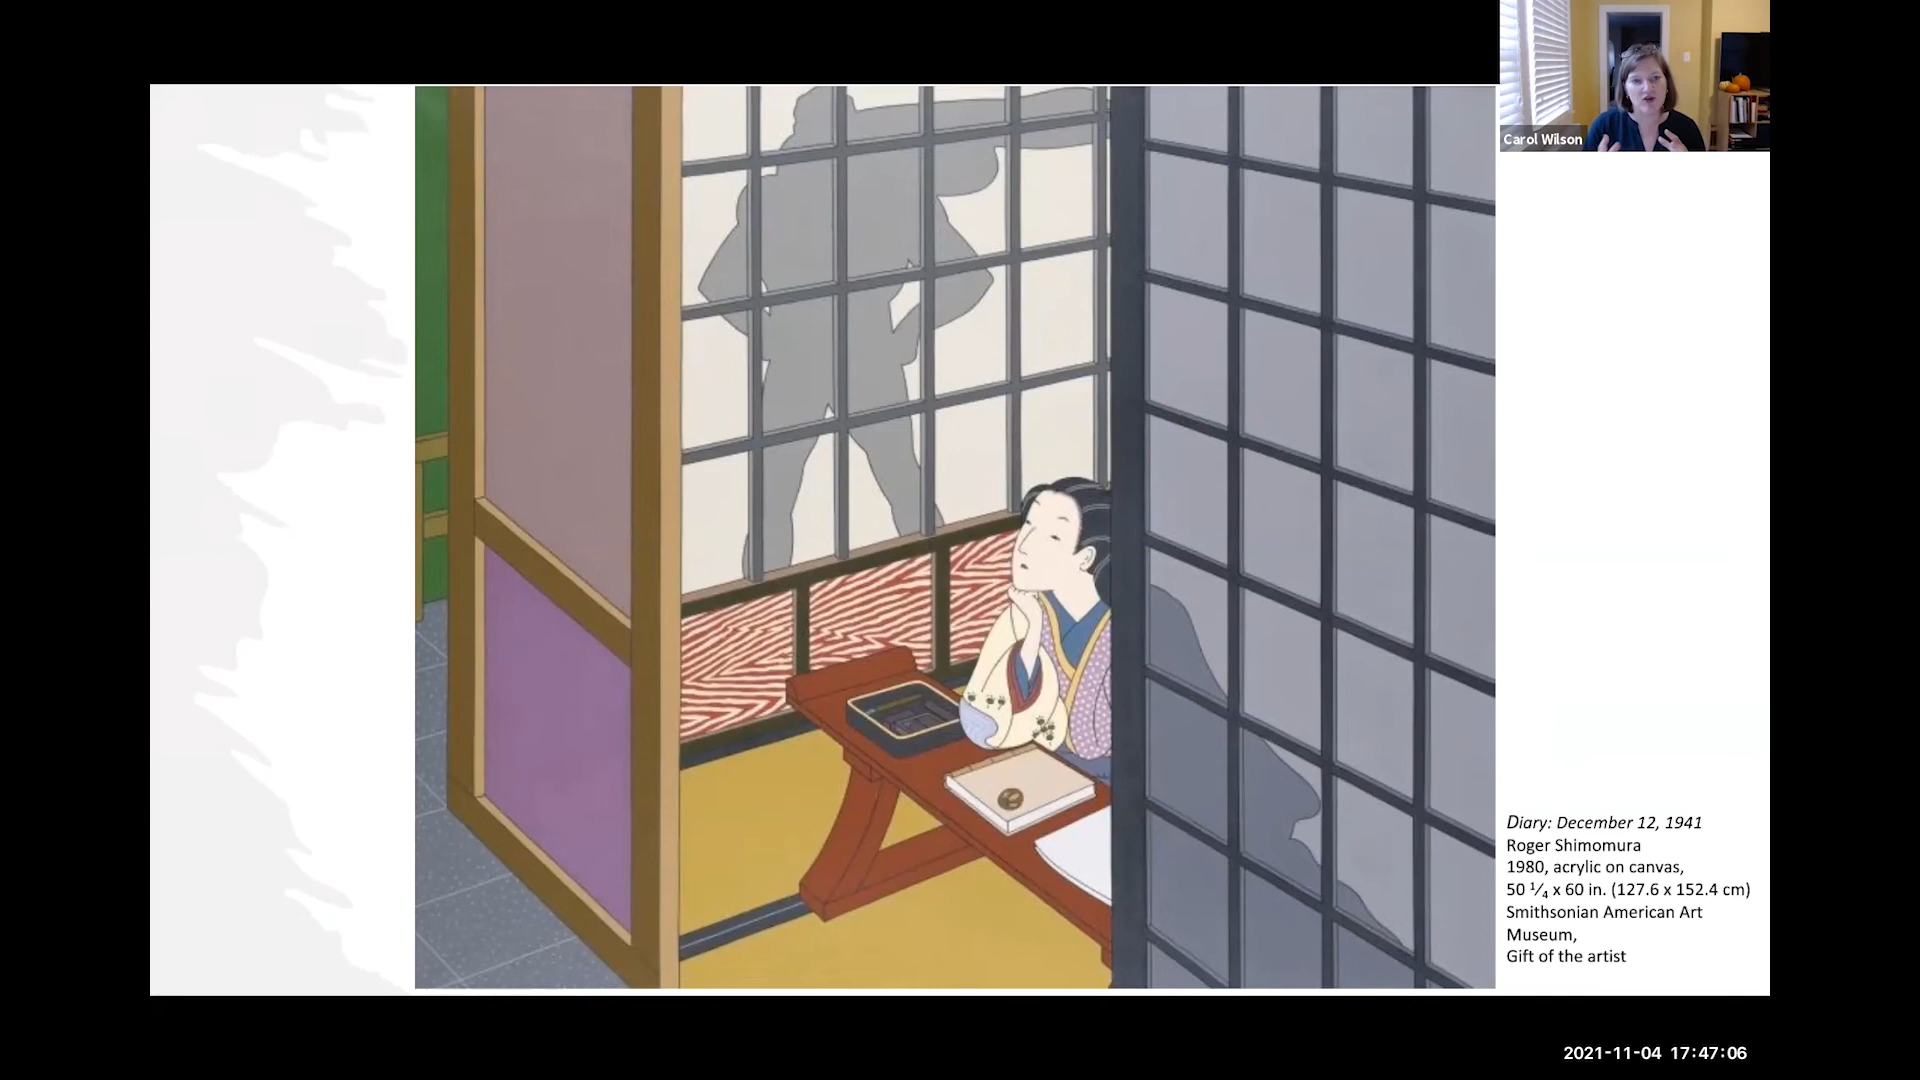 Carol Wilson
Diary: December 12, 1941
Roger Shimomura
1980, acrylic on canvas,
50 ¼ x 60 in. (127.6 x 152.4 cm)
Smithsonian American Art
Museum,
Gift of the artist
2021-11-04 17:47:06